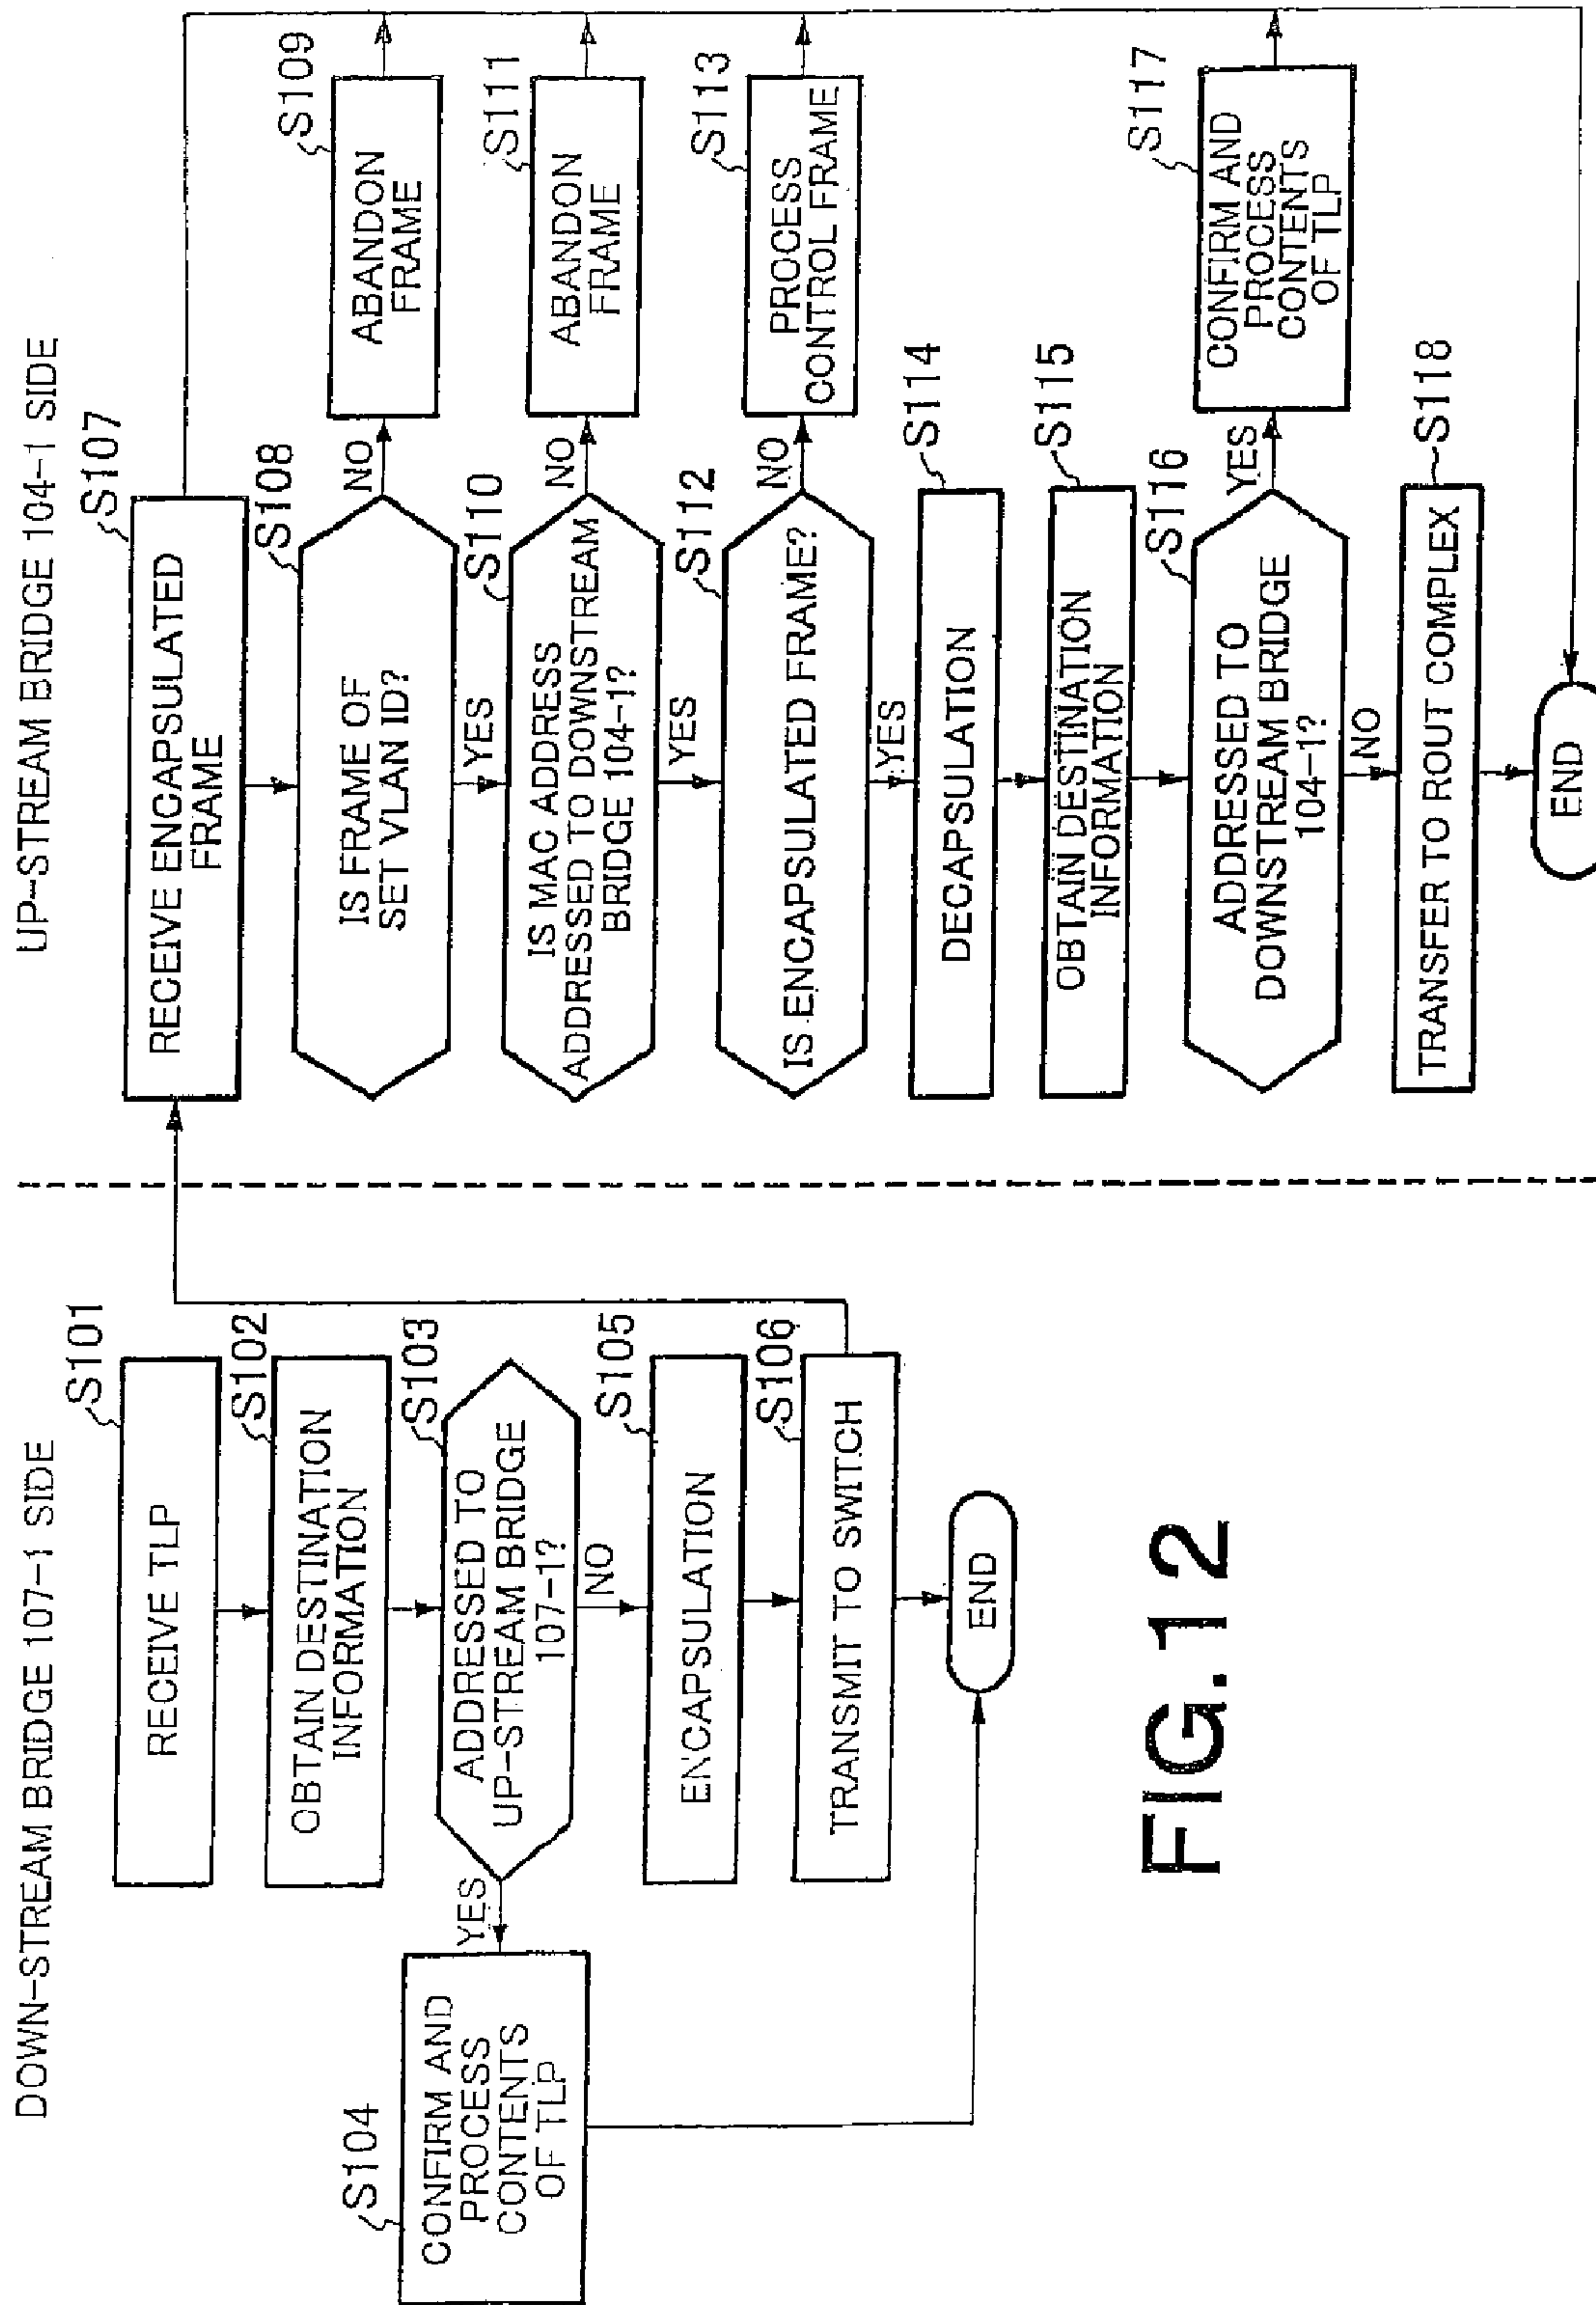 DOWN-STREAM BRIDGE 107-1 SIDE
S101
RECEIVE TLP
S102
OBTAIN DESTINATION
INFORMATION
S103
ADDRESSED TO
UP-STREAM BRIDGE
107-1?
YES
NO
S104
CONFIRM AND
PROCESS
CONTENTS
OF TLP
S105
ENCAPSULATION
S106
TRANSMIT TO SWITCH
END
UP-STREAM BRIDGE 104-1 SIDE
S107
RECEIVE ENCAPSULATED
FRAME
S108
IS FRAME OF
SET VLAN ID?
NO
YES
S109
ABANDON
FRAME
S110
IS MAC ADDRESS
ADDRESSED TO DOWNSTREAM
BRIDGE 104-1?
NO
YES
S111
ABANDON
FRAME
S112
IS ENCAPSULATED FRAME?
NO
YES
S113
PROCESS
CONTROL FRAME
S114
DECAPSULATION
S115
OBTAIN DESTINATION
INFORMATION
S116
ADDRESSED TO
DOWNSTREAM BRIDGE
104-1?
YES
NO
S117
CONFIRM AND
PROCESS
CONTENTS
OF TLP
S118
TRANSFER TO ROUT COMPLEX
END
FIG.12